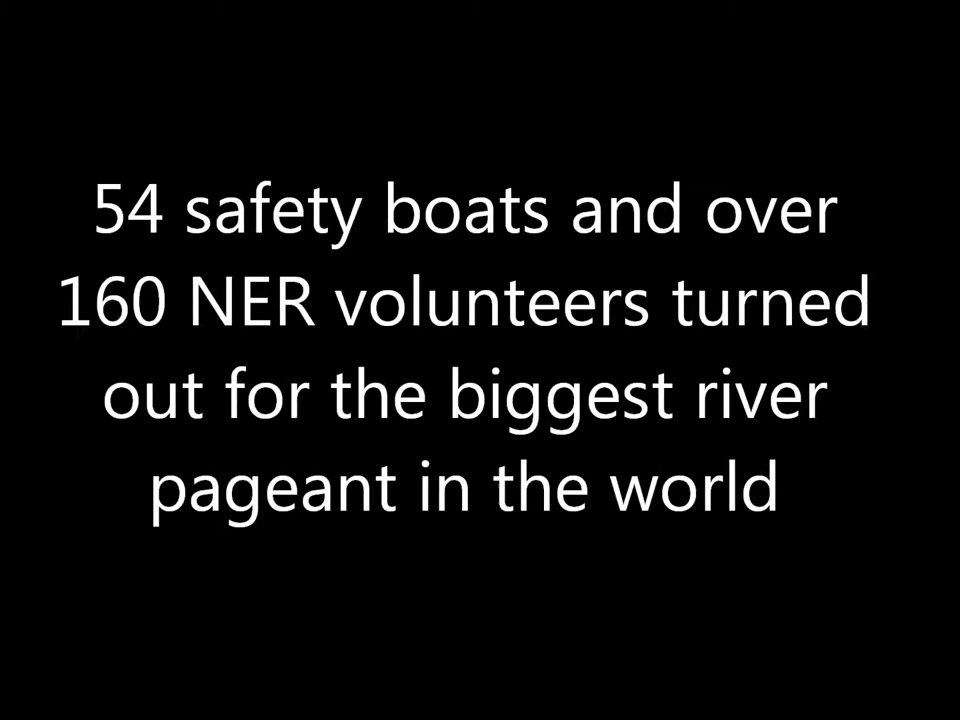 54 safety boats and over
160 NER volunteers turned
out for the biggest river
pageant in the world